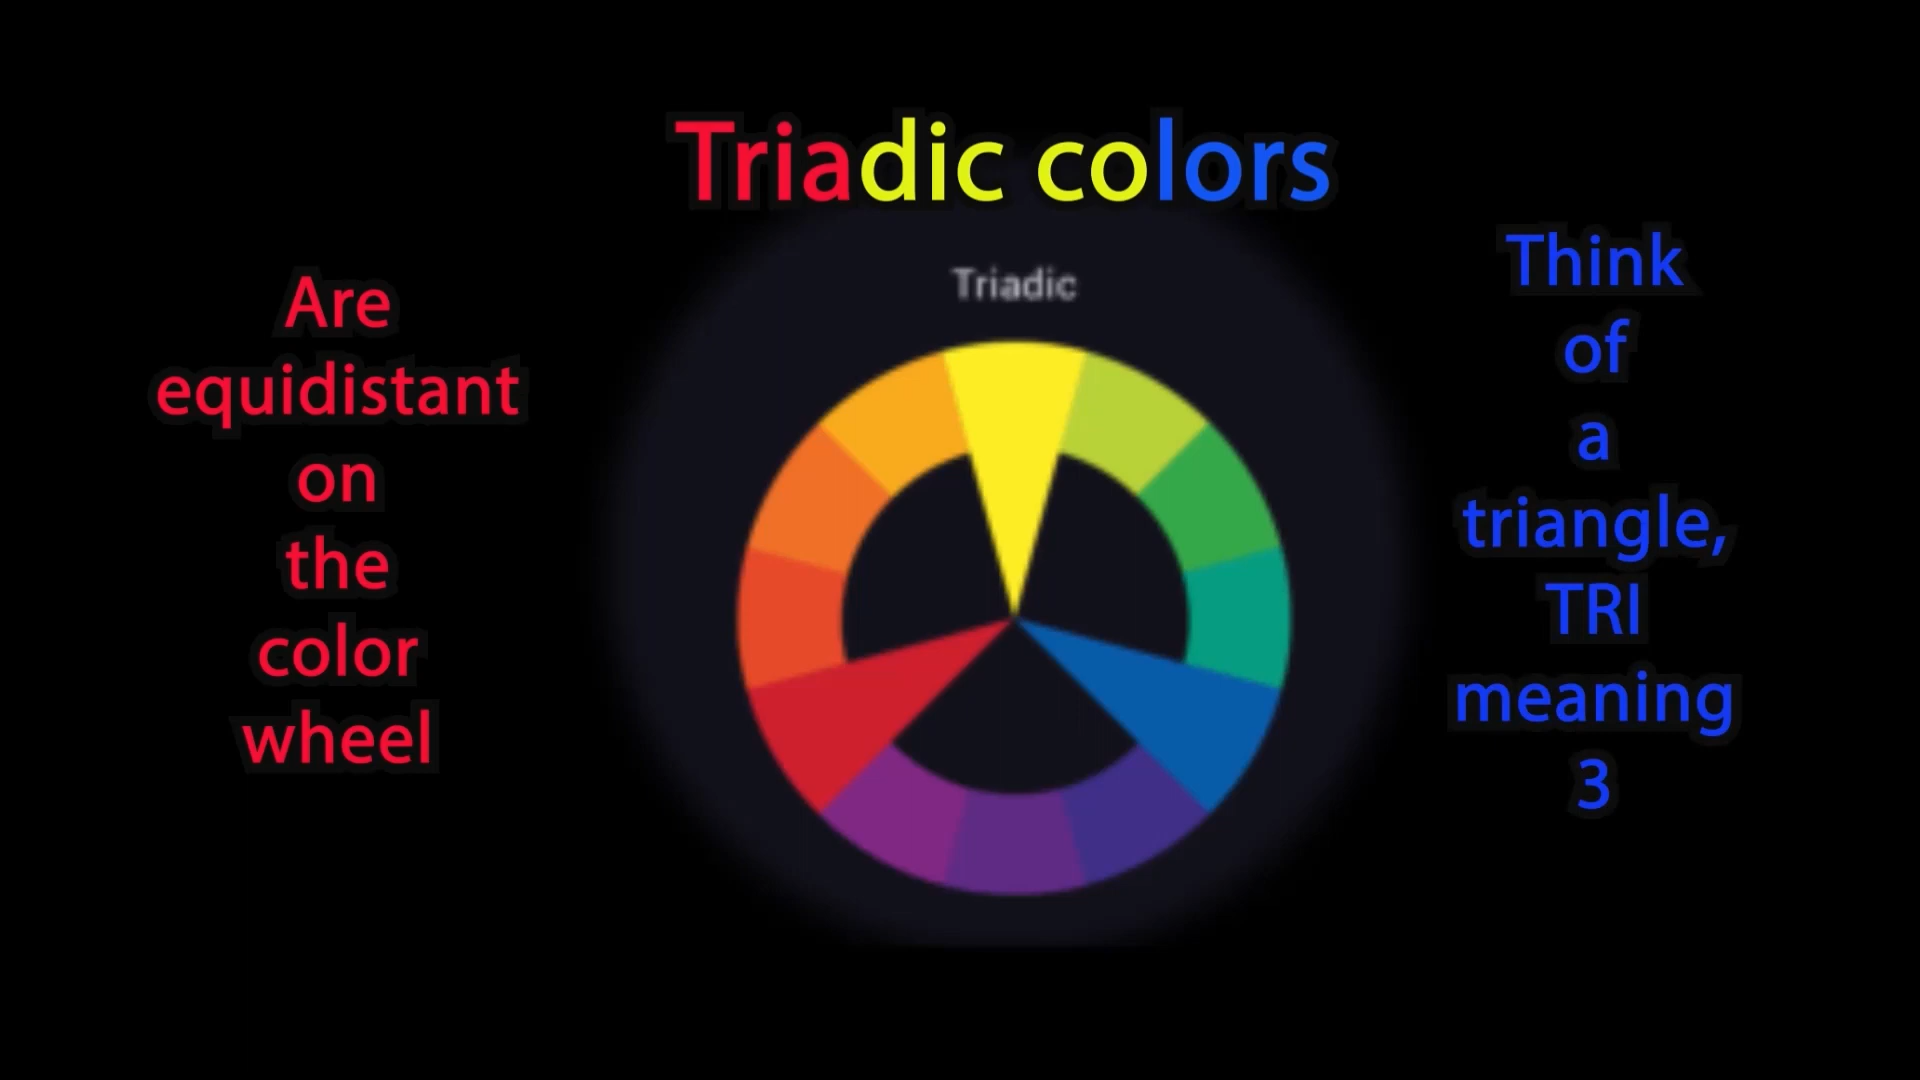 Triadic colors
Triadic
Are
equidistant
on
the
color
wheel
Think
of
a
triangle,
TRI
meaning
3